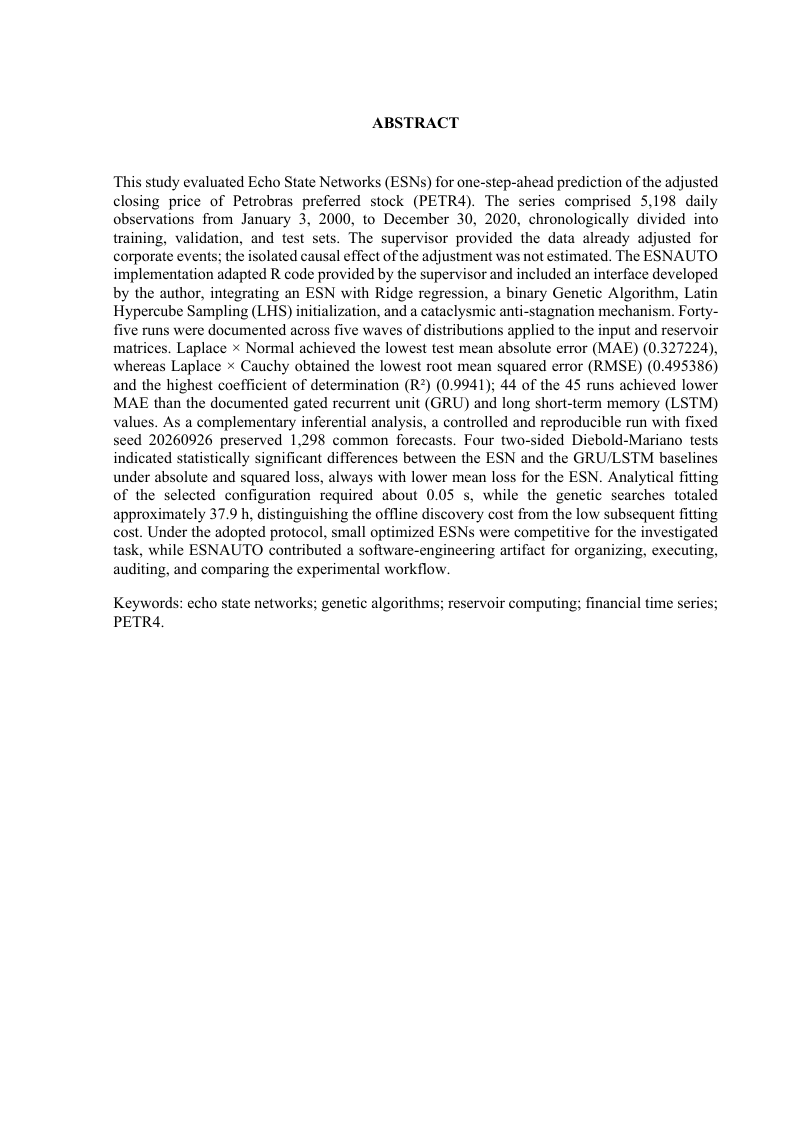 ABSTRACT
This study evaluated Echo State Networks (ESNs) for one-step-ahead prediction of the adjusted
closing price of Petrobras preferred stock (PETR4). The series comprised 5,198 daily
observations from January 3, 2000, to December 30, 2020, chronologically divided into
training, validation, and test sets. The supervisor provided the data already adjusted for
corporate events; the isolated causal effect of the adjustment was not estimated. The ESNAUTO
implementation adapted R code provided by the supervisor and included an interface developed
by the author, integrating an ESN with Ridge regression, a binary Genetic Algorithm, Latin
Hypercube Sampling (LHS) initialization, and a cataclysmic anti-stagnation mechanism. Forty-
five runs were documented across five waves of distributions applied to the input and reservoir
matrices. Laplace × Normal achieved the lowest test mean absolute error (MAE) (0.327224),
whereas Laplace × Cauchy obtained the lowest root mean squared error (RMSE) (0.495386)
and the highest coefficient of determination (R²) (0.9941); 44 of the 45 runs achieved lower
MAE than the documented gated recurrent unit (GRU) and long short-term memory (LSTM)
values. As a complementary inferential analysis, a controlled and reproducible run with fixed
seed 20260926 preserved 1,298 common forecasts. Four two-sided Diebold-Mariano tests
indicated statistically significant differences between the ESN and the GRU/LSTM baselines
under absolute and squared loss, always with lower mean loss for the ESN. Analytical fitting
of the selected configuration required about 0.05 s, while the genetic searches totaled
approximately 37.9 h, distinguishing the offline discovery cost from the low subsequent fitting
cost. Under the adopted protocol, small optimized ESNs were competitive for the investigated
task, while ESNAUTO contributed a software-engineering artifact for organizing, executing,
auditing, and comparing the experimental workflow.
Keywords: echo state networks; genetic algorithms; reservoir computing; financial time series;
PETR4.